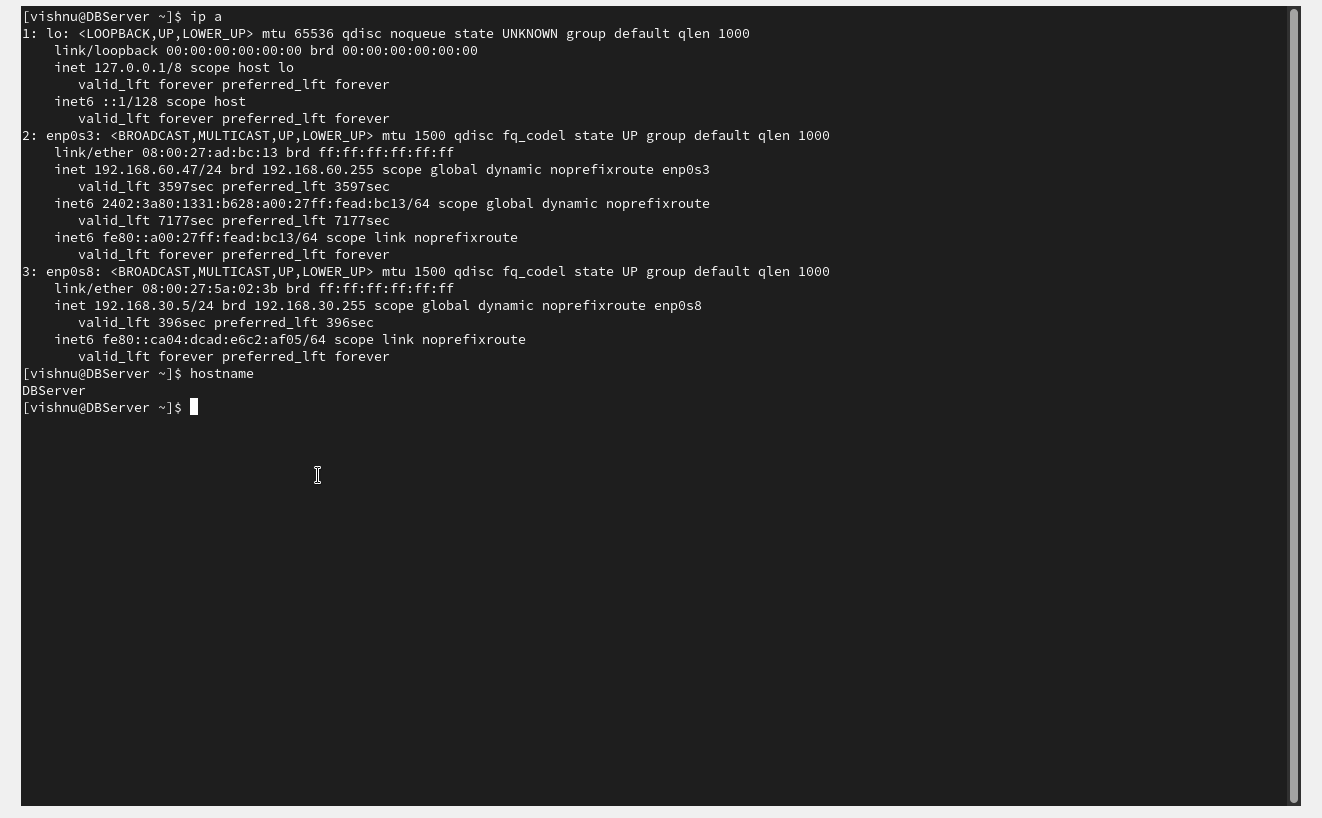 [vishnu@DBServer ~]$ ip a
1: lo: <LOOPBACK,UP,LOWER_UP> mtu 65536 qdisc noqueue state UNKNOWN group default qlen 1000
    link/loopback 00:00:00:00:00:00 brd 00:00:00:00:00:00
    inet 127.0.0.1/8 scope host lo
       valid_lft forever preferred_lft forever
    inet6 ::1/128 scope host
       valid_lft forever preferred_lft forever
2: enp0s3: <BROADCAST,MULTICAST,UP,LOWER_UP> mtu 1500 qdisc fq_codel state UP group default qlen 1000
    link/ether 08:00:27:ad:bc:13 brd ff:ff:ff:ff:ff:ff
    inet 192.168.60.47/24 brd 192.168.60.255 scope global dynamic noprefixroute enp0s3
       valid_lft 3597sec preferred_lft 3597sec
    inet6 2402:3a80:1331:b628:a00:27ff:fead:bc13/64 scope global dynamic noprefixroute
       valid_lft 7177sec preferred_lft 7177sec
    inet6 fe80::a00:27ff:fead:bc13/64 scope link noprefixroute
       valid_lft forever preferred_lft forever
3: enp0s8: <BROADCAST,MULTICAST,UP,LOWER_UP> mtu 1500 qdisc fq_codel state UP group default qlen 1000
    link/ether 08:00:27:5a:02:3b brd ff:ff:ff:ff:ff:ff
    inet 192.168.30.5/24 brd 192.168.30.255 scope global dynamic noprefixroute enp0s8
       valid_lft 396sec preferred_lft 396sec
    inet6 fe80::ca04:dcad:e6c2:af05/64 scope link noprefixroute
       valid_lft forever preferred_lft forever
[vishnu@DBServer ~]$ hostname
DBServer
[vishnu@DBServer ~]$